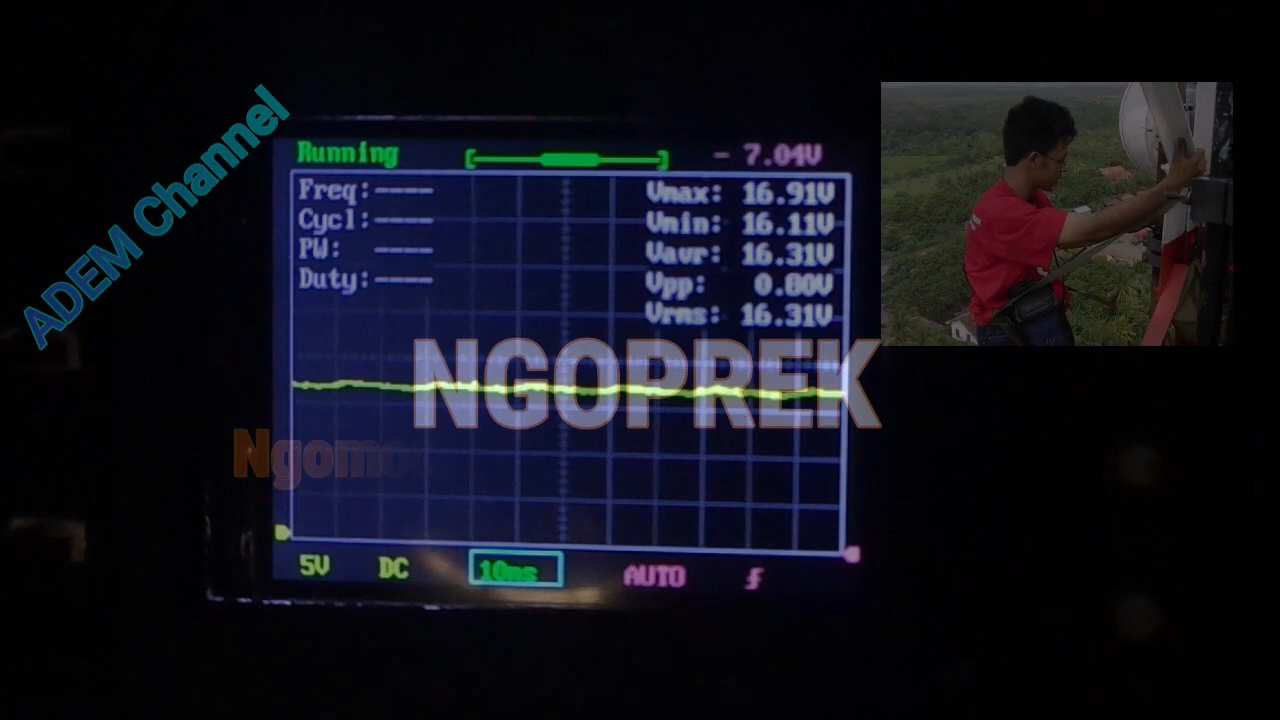 ADEM Channel
Running
- 7.04V
Freq:----
Cycl:----
PW: ----
Duty:----
Vmax: 16.91V
Vmin: 16.11V
Vavr: 16.31V
Vpp: 0.80V
Vrms: 16.31V
NGOPREK
5V DC 10ms AUTO